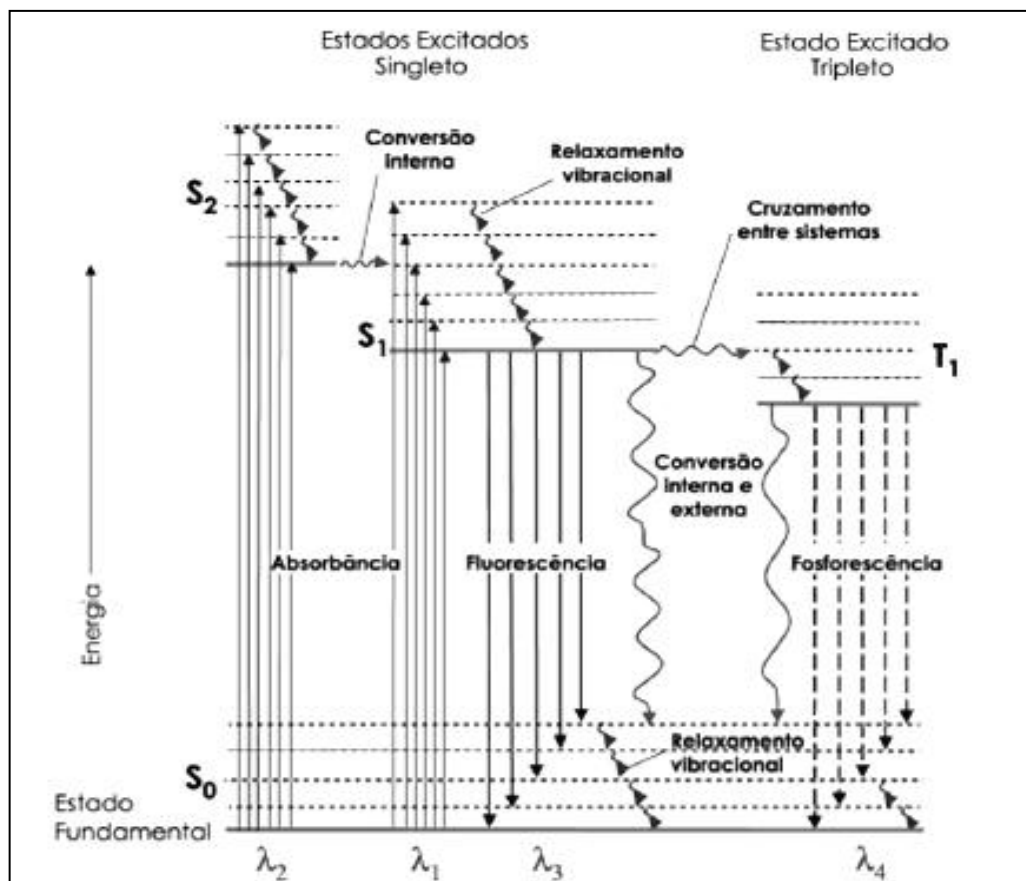 Estados Excitados
Singleto
Estado Excitado
Tripleto
Conversão
interna
Relaxamento
vibracional
Cruzamento
entre sistemas
S2
S1
T1
Conversão
interna e
externa
Absorbância
Fluorescência
Fosforescência
Energia
Relaxamento
vibracional
S0
Estado
Fundamental
λ2
λ1
λ3
λ4